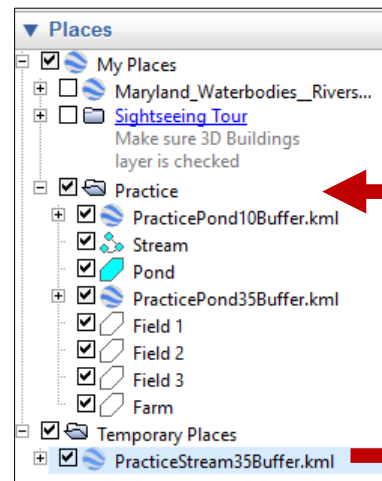 Places
My Places
Maryland_Waterbodies__Rivers...
Sightseeing Tour
Make sure 3D Buildings
layer is checked
Practice
PracticePond10Buffer.kml
Stream
Pond
PracticePond35Buffer.kml
Field 1
Field 2
Field 3
Farm
Temporary Places
PracticeStream35Buffer.kml